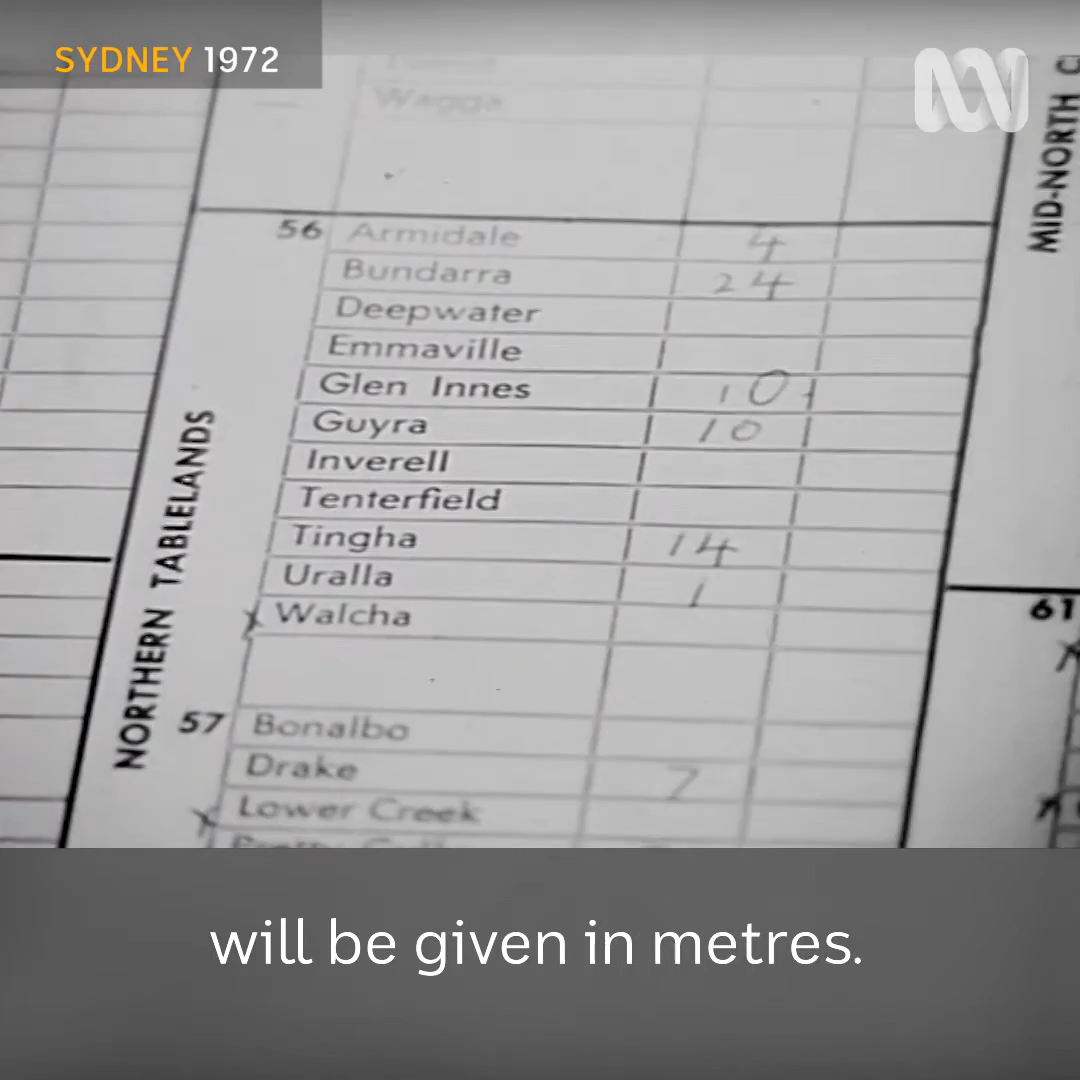 SYDNEY 1972
Wagga
MID-NORTH
NORTHERN TABLELANDS
56 Armidale 4
Bundarra 24
Deepwater
Emmaville
Glen Innes 10
Guyra 10
Inverell
Tenterfield
Tingha 14
Uralla 1
x Walcha
57 Bonalbo
Drake 7
x Lower Creek
61
will be given in metres.